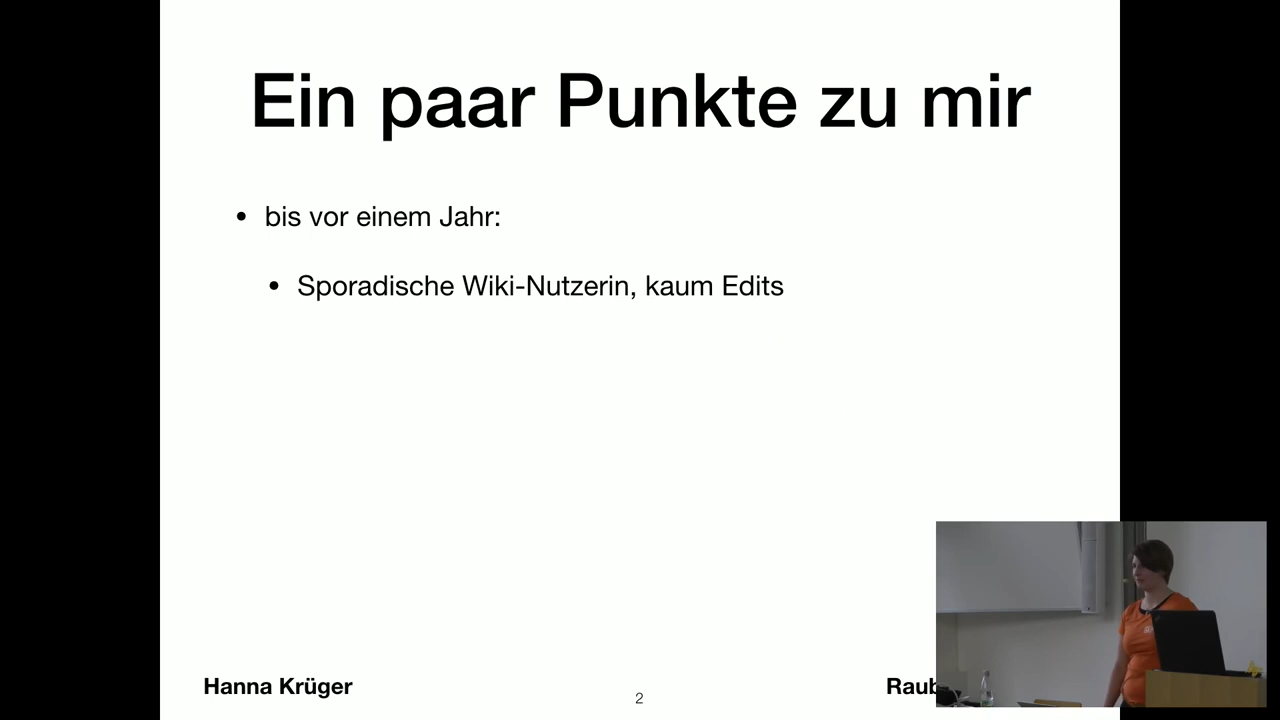 Ein paar Punkte zu mir
• bis vor einem Jahr:
• Sporadische Wiki-Nutzerin, kaum Edits
Hanna Krüger
2